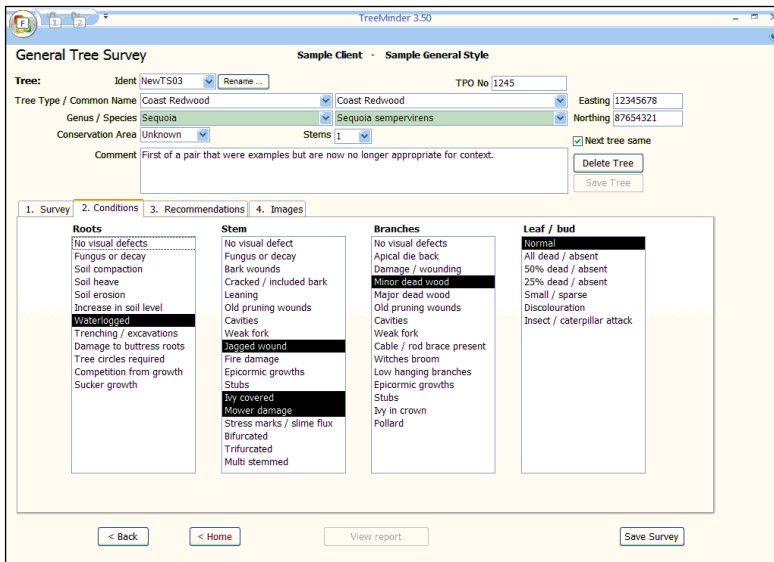 TreeMinder 3.50
F
1
2
General Tree Survey
Sample Client - Sample General Style
Tree: Ident NewTS03 Rename ... TPO No 1245
Tree Type / Common Name Coast Redwood Coast Redwood Easting 12345678
Genus / Species Sequoia Sequoia sempervirens Northing 87654321
Conservation Area Unknown Stems 1
Next tree same
Comment First of a pair that were examples but are now no longer appropriate for context.
Delete Tree
Save Tree
1. Survey 2. Conditions 3. Recommendations 4. Images
Roots
No visual defects
Fungus or decay
Soil compaction
Soil heave
Soil erosion
Increase in soil level
Waterlogged
Trenching / excavations
Damage to buttress roots
Tree circles required
Competition from growth
Sucker growth
Stem
No visual defect
Fungus or decay
Bark wounds
Cracked / included bark
Leaning
Old pruning wounds
Cavities
Weak fork
Jagged wound
Fire damage
Epicormic growths
Stubs
Ivy covered
Mower damage
Stress marks / slime flux
Bifurcated
Trifurcated
Multi stemmed
Branches
No visual defects
Apical die back
Damage / wounding
Minor dead wood
Major dead wood
Old pruning wounds
Cavities
Weak fork
Cable / rod brace present
Witches broom
Low hanging branches
Epicormic growths
Stubs
Ivy in crown
Pollard
Leaf / bud
Normal
All dead / absent
50% dead / absent
25% dead / absent
Small / sparse
Discolouration
Insect / caterpillar attack
< Back < Home View report Save Survey